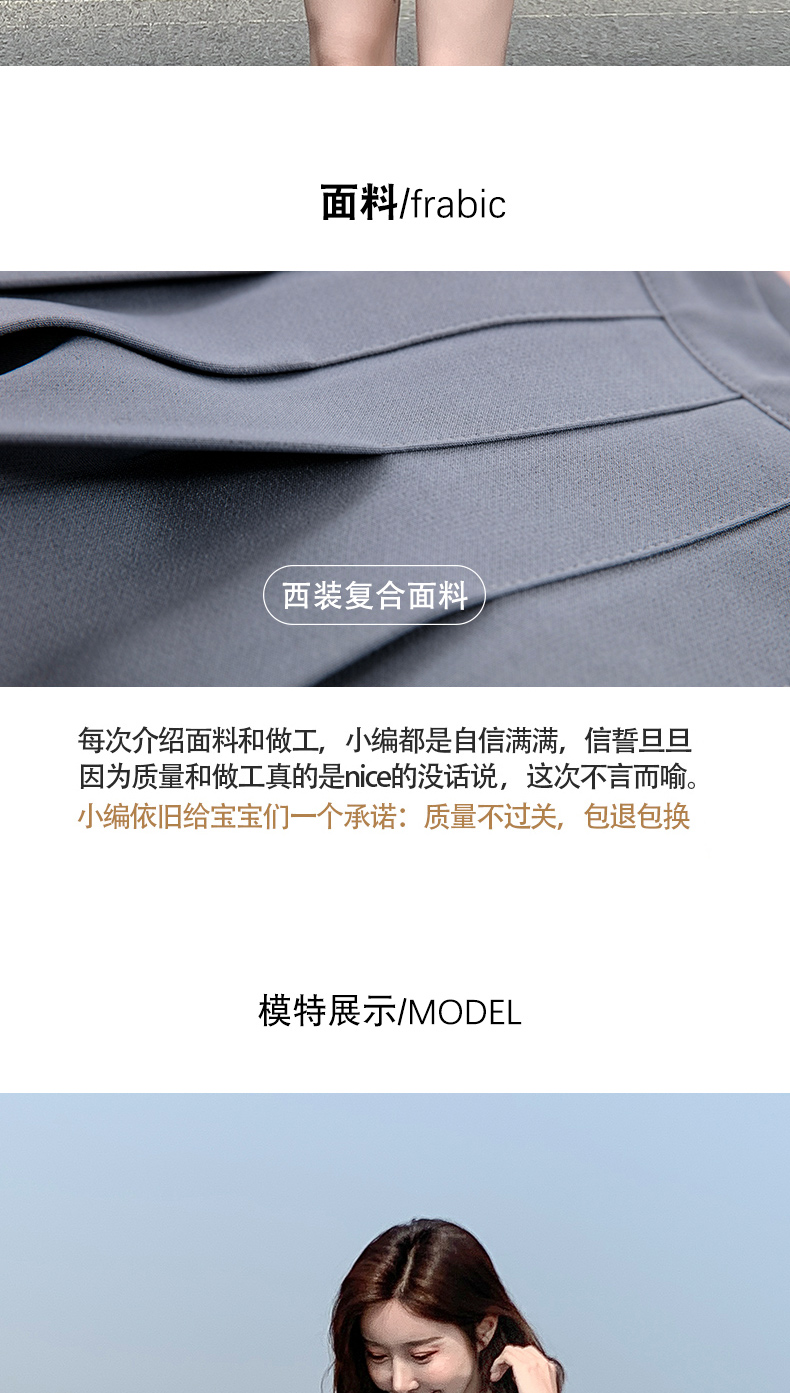 面料/frabic
西装复合面料
每次介绍面料和做工，小编都是自信满满，信誓旦旦
因为质量和做工真的是nice的没话说，这次不言而喻。
小编依旧给宝宝们一个承诺：质量不过关，包退包换
模特展示/MODEL